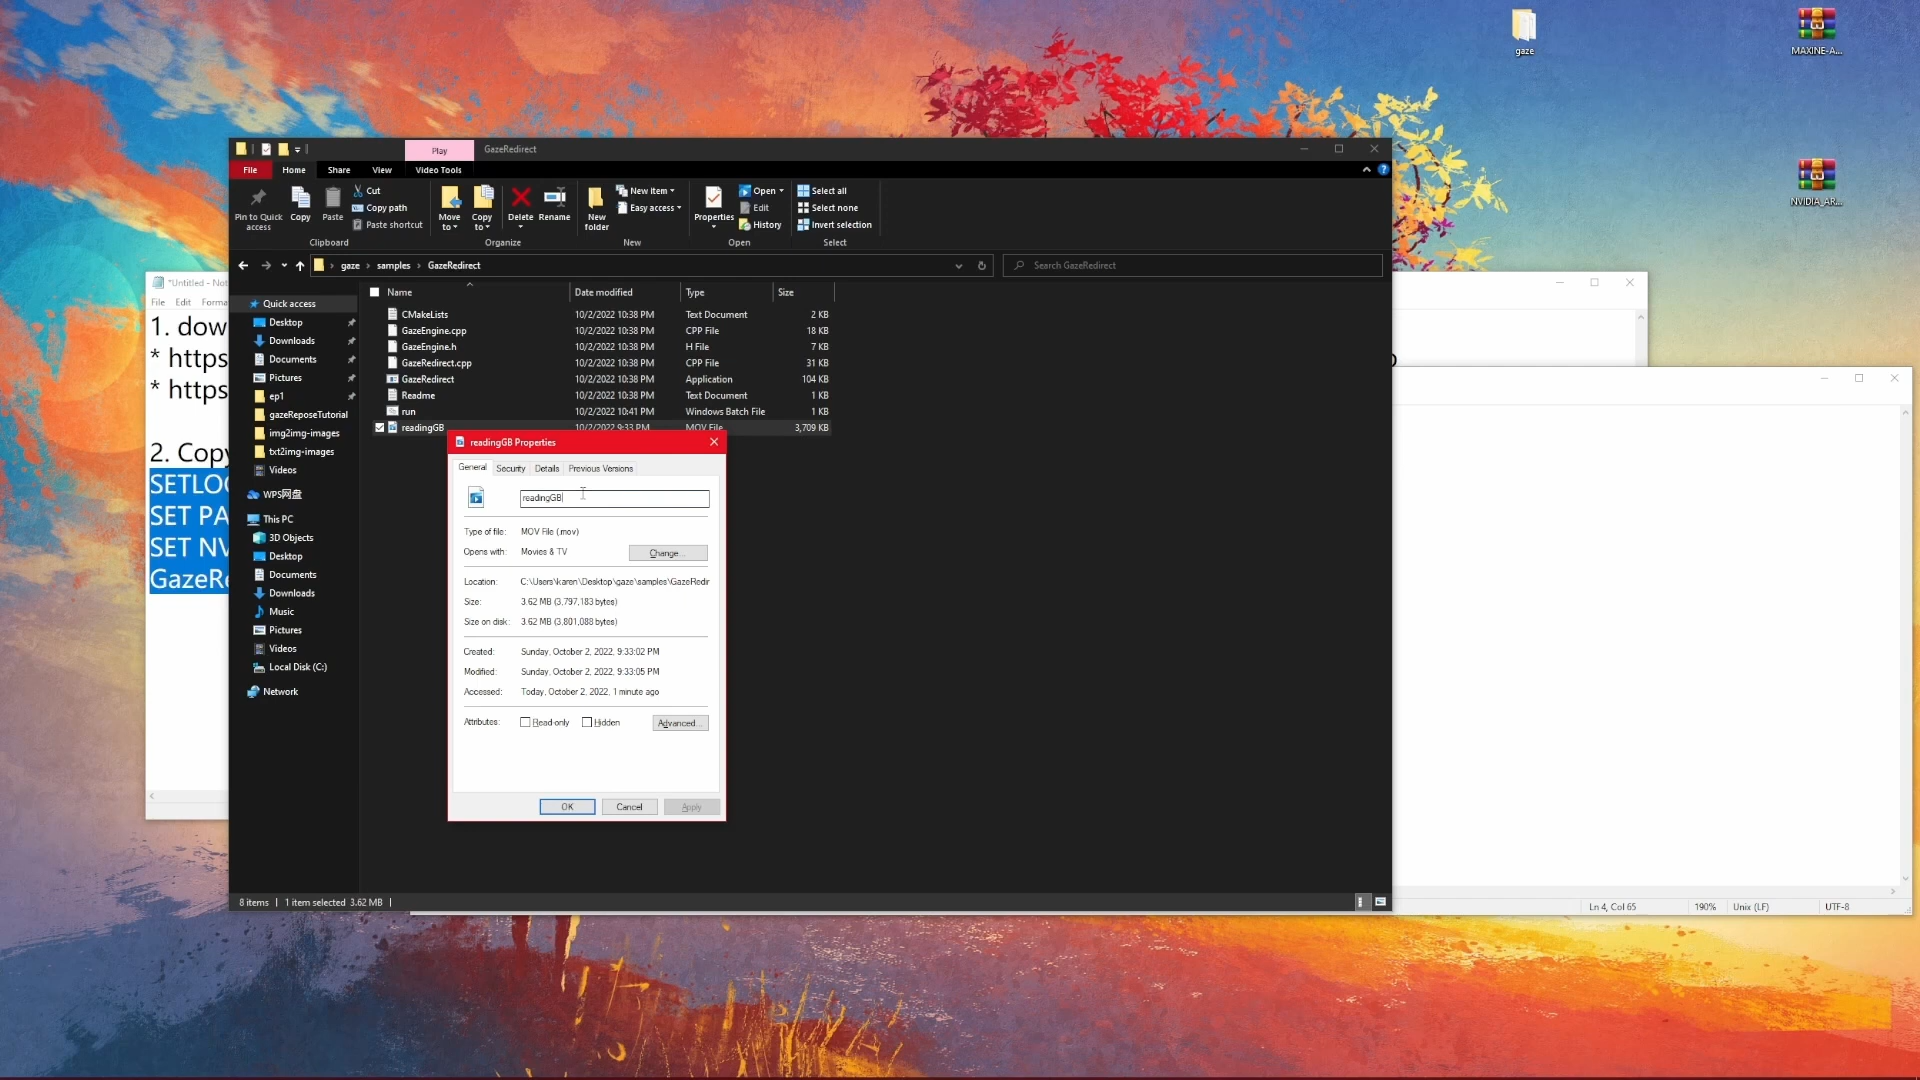 gaze
MAXINE-A...
NVIDIA_AR...
Play
GazeRedirect
File
Home
Share
View
Video Tools
Pin to Quick access
Copy
Paste
Cut
Copy path
Paste shortcut
Clipboard
Move to
Copy to
Delete
Rename
Organize
New folder
New item
Easy access
New
Properties
Open
Edit
History
Open
Select all
Select none
Invert selection
Select
gaze › samples › GazeRedirect
Search GazeRedirect
*Untitled - Not
File Edit Forma
1. dow
* https
* https
2. Copy
SETLOC
SET PA
SET NV
GazeRe
Quick access
Desktop
Downloads
Documents
Pictures
ep1
gazeReposeTutorial
img2img-images
txt2img-images
Videos
WPS网盘
This PC
3D Objects
Desktop
Documents
Downloads
Music
Pictures
Videos
Local Disk (C:)
Network
Name Date modified Type Size
CMakeLists 10/2/2022 10:38 PM Text Document 2 KB
GazeEngine.cpp 10/2/2022 10:38 PM CPP File 18 KB
GazeEngine.h 10/2/2022 10:38 PM H File 7 KB
GazeRedirect.cpp 10/2/2022 10:38 PM CPP File 31 KB
GazeRedirect 10/2/2022 10:38 PM Application 104 KB
Readme 10/2/2022 10:38 PM Text Document 1 KB
run 10/2/2022 10:41 PM Windows Batch File 1 KB
readingGB 10/2/2022 9:33 PM MOV File 3,709 KB
readingGB Properties
General Security Details Previous Versions
readingGB
Type of file: MOV File (.mov)
Opens with: Movies & TV Change...
Location: C:\Users\karen\Desktop\gaze\samples\GazeRedir
Size: 3.62 MB (3,797,183 bytes)
Size on disk: 3.62 MB (3,801,088 bytes)
Created: Sunday, October 2, 2022, 9:33:02 PM
Modified: Sunday, October 2, 2022, 9:33:05 PM
Accessed: Today, October 2, 2022, 1 minute ago
Attributes: Read-only Hidden Advanced...
OK Cancel Apply
8 items 1 item selected 3.62 MB
Ln 4, Col 65 190% Unix (LF) UTF-8